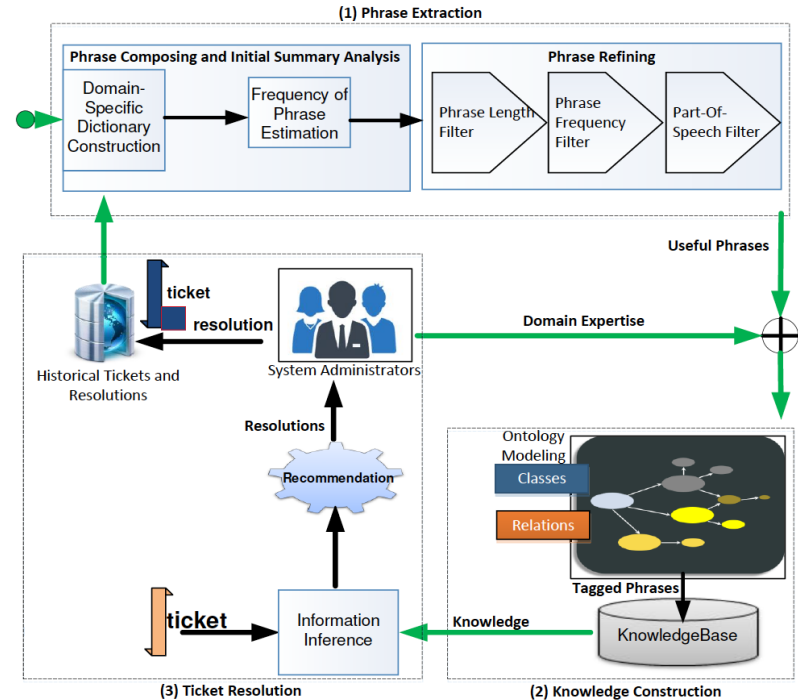 (1) Phrase Extraction
Phrase Composing and Initial Summary Analysis
Domain-
Specific
Dictionary
Construction
Frequency of
Phrase
Estimation
Phrase Refining
Phrase Length
Filter
Phrase
Frequency
Filter
Part-Of-
Speech Filter
Useful Phrases
ticket
resolution
Historical Tickets and
Resolutions
System Administrators
Domain Expertise
Resolutions
Recommendation
ticket
Information
Inference
Knowledge
Ontology
Modeling
Classes
Relations
Tagged Phrases
KnowledgeBase
(3) Ticket Resolution
(2) Knowledge Construction